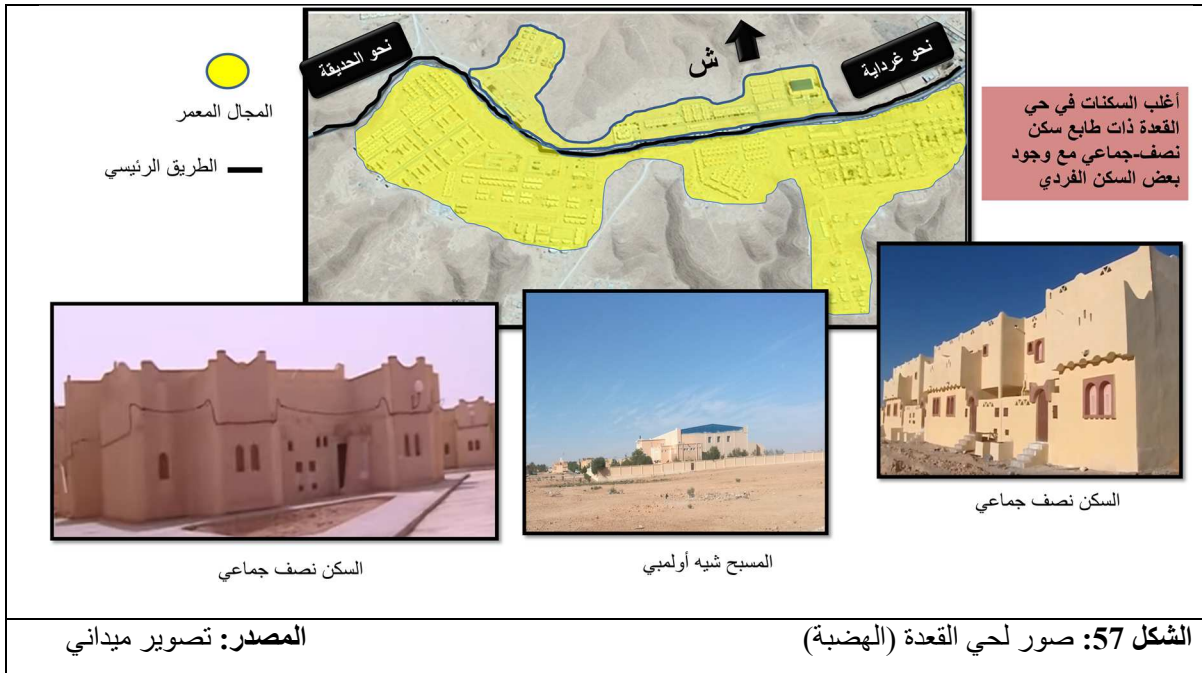 نحو غرداية
ش
نحو الحديقة
المجال المعمر
الطريق الرئيسي
أغلب السكنات في حي
القعدة ذات طابع سكن
نصف-جماعي مع وجود
بعض السكن الفردي
السكن نصف جماعي
المسبح شبه أولمبي
السكن نصف جماعي
الشكل 57: صور لحي القعدة (الهضبة)
المصدر: تصوير ميداني